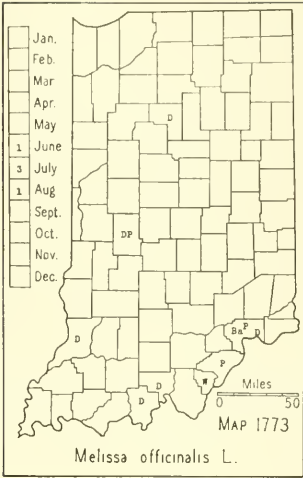 Jan.
Feb.
Mar.
Apr.
May
1 June
3 July
1 Aug
Sept.
Oct.
Nov.
Dec.
D
DP
D
Ba P D
P
W
D
D
Miles
0 50
MAP 1773
Melissa officinalis L.